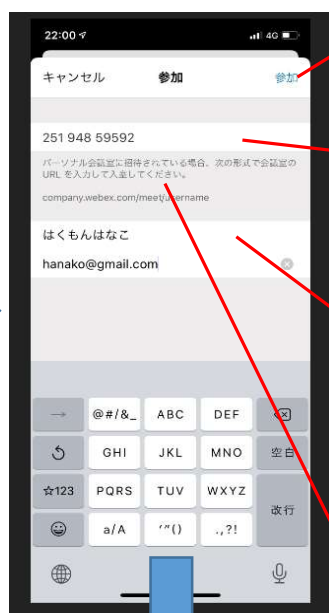 22:00
4G
キャンセル 参加 参加
251 948 59592
パーソナル会議室に招待されている場合、次の形式で会議室の
URL を入力して入室してください。
company.webex.com/meet/username
はくもんはなこ
hanako@gmail.com
→ @#/&_ ABC DEF
GHI JKL MNO 空白
☆123 PQRS TUV WXYZ
改行
a/A ’”() .,?!